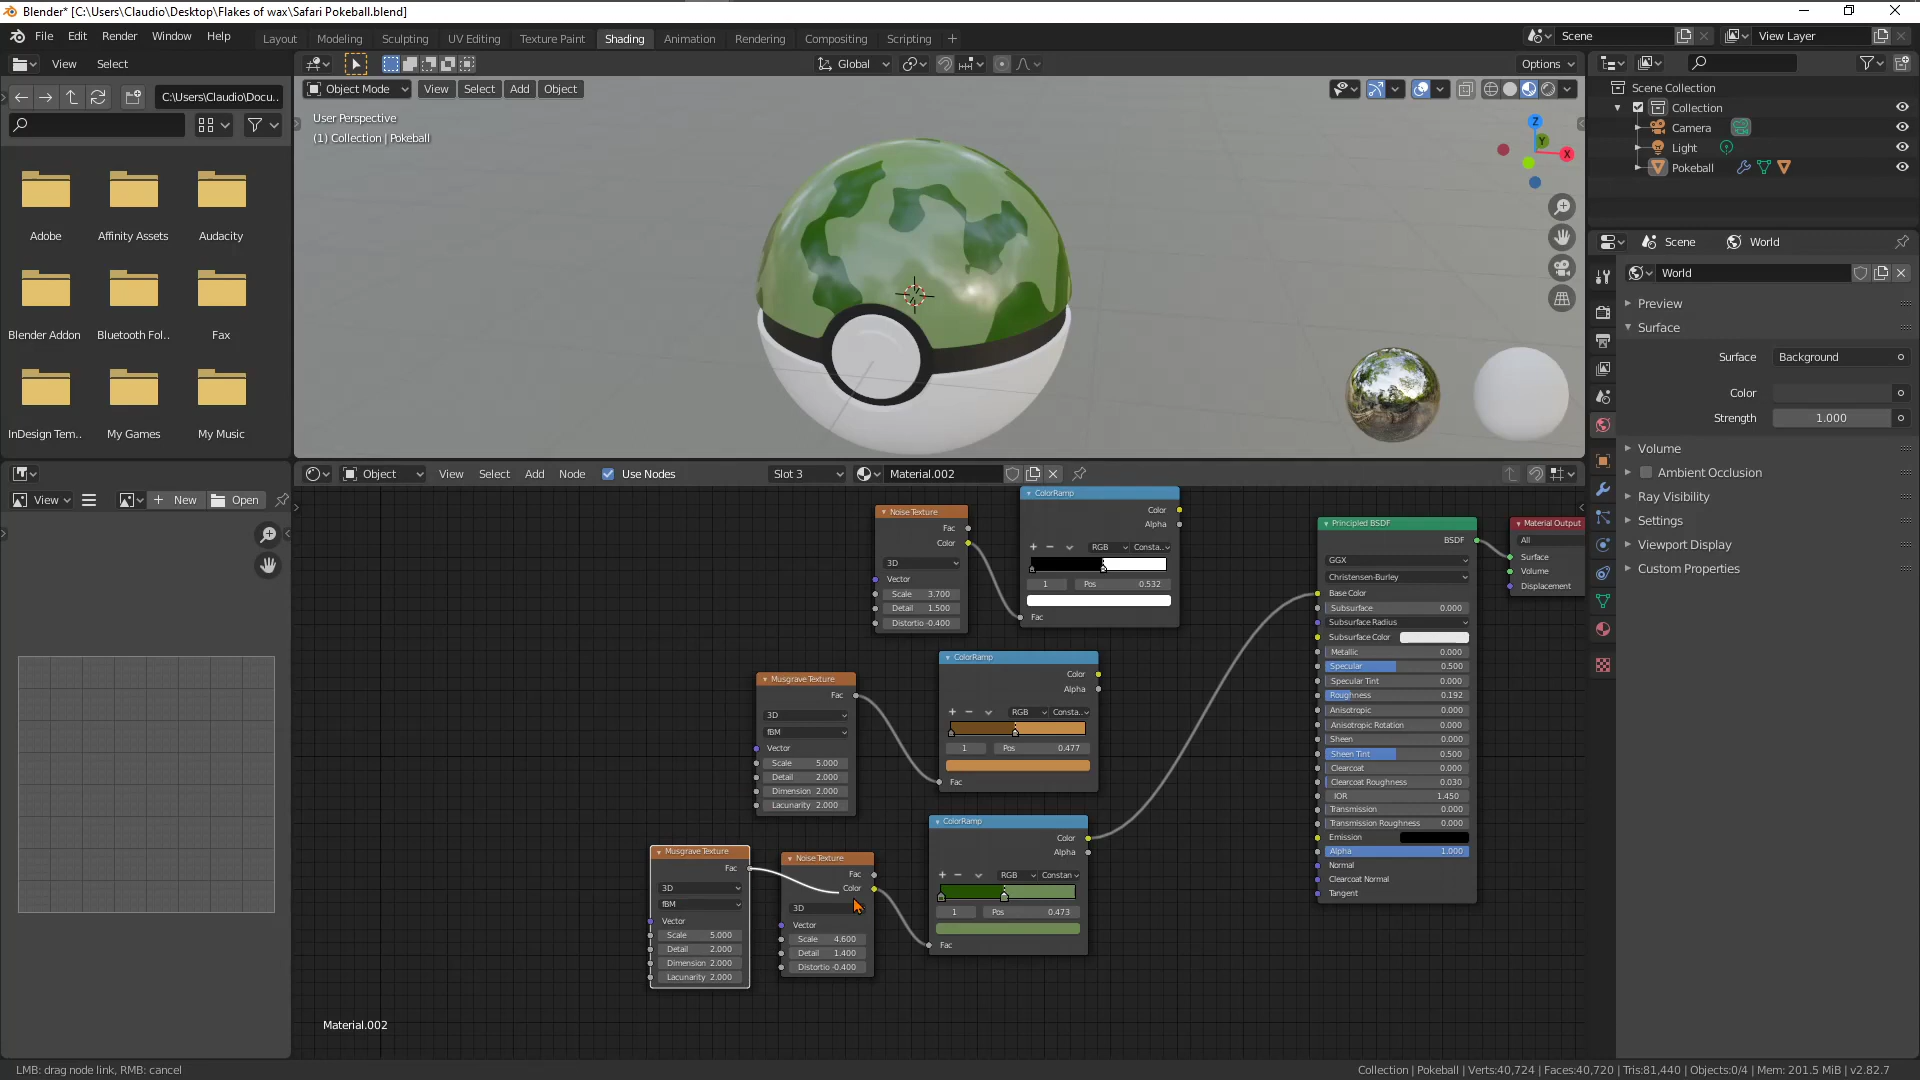 Blender* [C:\Users\Claudio\Desktop\Flakes of wax\Safari Pokeball.blend]
File Edit Render Window Help
Layout Modeling Sculpting UV Editing Texture Paint Shading Animation Rendering Compositing Scripting
Scene
View Layer
View Select
Global
Options
C:\Users\Claudio\Docu..
Object Mode View Select Add Object
User Perspective
(1) Collection | Pokeball
Z
Y
X
Scene Collection
Collection
Camera
Light
Pokeball
Adobe
Affinity Assets
Audacity
Blender Addon
Bluetooth Fol..
Fax
InDesign Tem..
My Games
My Music
Scene World
World
Preview
Surface
Surface Background
Color
Strength 1.000
Volume
Ambient Occlusion
Ray Visibility
Settings
Viewport Display
Custom Properties
View New Open
Object View Select Add Node Use Nodes Slot 3 Material.002
Noise Texture
Fac
Color
3D
Vector
Scale 3.700
Detail 1.500
Distortio -0.400
ColorRamp
Color
Alpha
RGB Consta..
1 Pos 0.532
Fac
Musgrave Texture
Fac
3D
fBM
Vector
Scale 5.000
Detail 2.000
Dimension 2.000
Lacunarity 2.000
ColorRamp
Color
Alpha
RGB Consta..
1 Pos 0.477
Fac
Musgrave Texture
Fac
3D
fBM
Vector
Scale 5.000
Detail 2.000
Dimension 2.000
Lacunarity 2.000
Noise Texture
Fac
Color
3D
Vector
Scale 4.600
Detail 1.400
Distortio -0.400
ColorRamp
Color
Alpha
RGB Constan
1 Pos 0.473
Fac
Principled BSDF
BSDF
GGX
Christensen-Burley
Base Color
Subsurface 0.000
Subsurface Radius
Subsurface Color
Metallic 0.000
Specular 0.500
Specular Tint 0.000
Roughness 0.192
Anisotropic 0.000
Anisotropic Rotation 0.000
Sheen 0.000
Sheen Tint 0.500
Clearcoat 0.000
Clearcoat Roughness 0.030
IOR 1.450
Transmission 0.000
Transmission Roughness 0.000
Emission
Alpha 1.000
Normal
Clearcoat Normal
Tangent
Material Output
All
Surface
Volume
Displacement
Material.002
LMB: drag node link, RMB: cancel
Collection | Pokeball | Verts:40,724 | Faces:40,720 | Tris:81,440 | Objects:0/4 | Mem: 201.5 MiB | v2.82.7